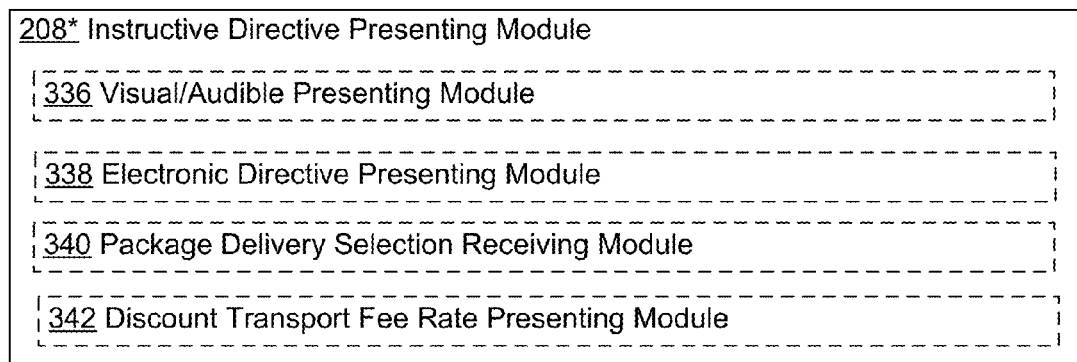 208* Instructive Directive Presenting Module
336 Visual/Audible Presenting Module
338 Electronic Directive Presenting Module
340 Package Delivery Selection Receiving Module
342 Discount Transport Fee Rate Presenting Module